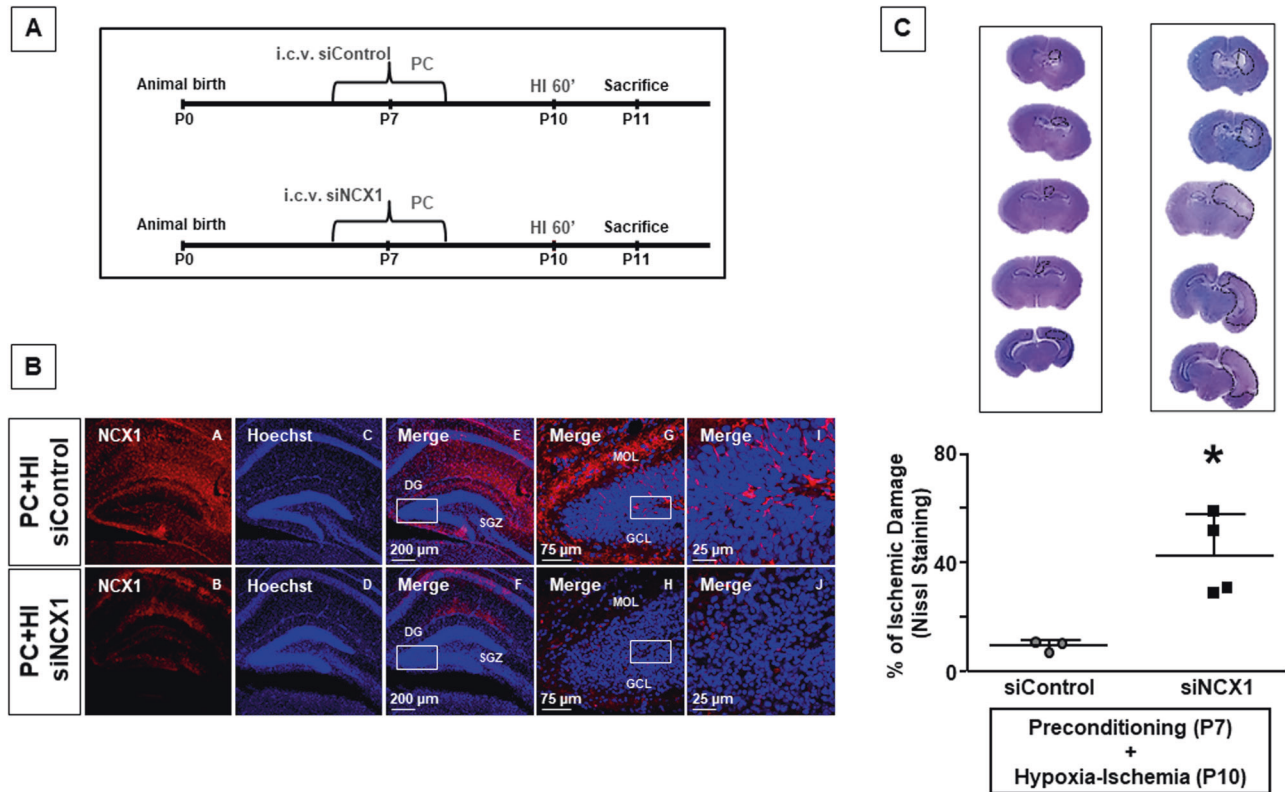 A
i.c.v. siControl
PC
Animal birth
HI 60’
Sacrifice
P0
P7
P10
P11
i.c.v. siNCX1
PC
Animal birth
HI 60’
Sacrifice
P0
P7
P10
P11
B
PC+HI
siControl
NCX1
A
Hoechst
C
Merge
E
DG
SGZ
200 µm
Merge
G
MOL
GCL
75 µm
Merge
I
25 µm
PC+HI
siNCX1
NCX1
B
Hoechst
D
Merge
F
DG
SGZ
200 µm
Merge
H
MOL
GCL
75 µm
Merge
J
25 µm
C
% of Ischemic Damage
(Nissl Staining)
80
40
0
*
siControl
siNCX1
Preconditioning (P7)
+
Hypoxia-Ischemia (P10)